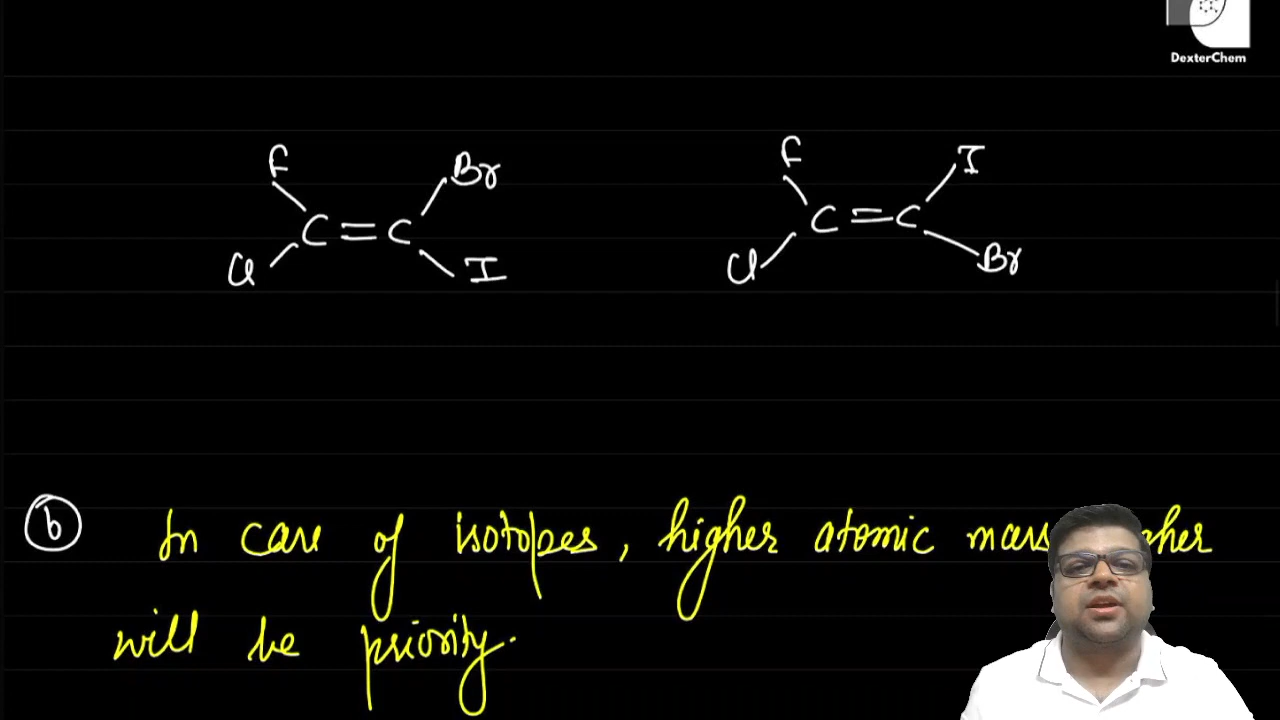 DexterChem
F Br F I
C = C C = C
Cl I Cl Br
b In case of isotopes, higher atomic mass
will be priority.